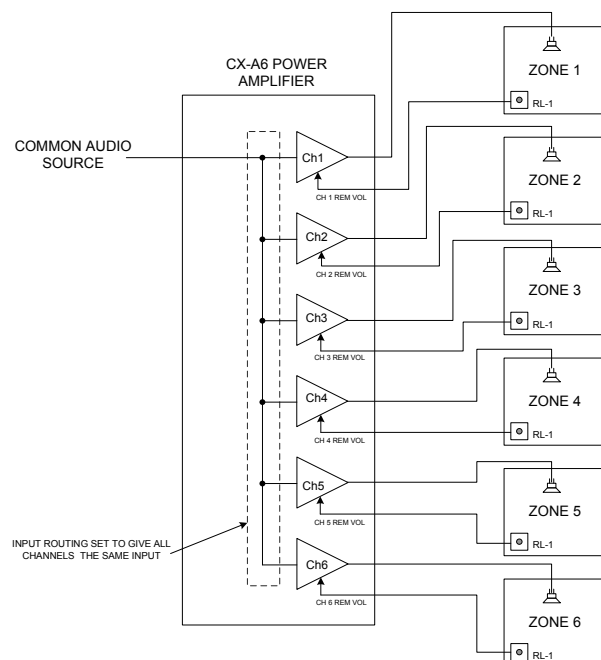 CX-A6 POWER
AMPLIFIER
COMMON AUDIO
SOURCE
INPUT ROUTING SET TO GIVE ALL
CHANNELS THE SAME INPUT
Ch1
CH 1 REM VOL
Ch2
CH 2 REM VOL
Ch3
CH 3 REM VOL
Ch4
CH 4 REM VOL
Ch5
CH 5 REM VOL
Ch6
CH 6 REM VOL
ZONE 1
RL-1
ZONE 2
RL-1
ZONE 3
RL-1
ZONE 4
RL-1
ZONE 5
RL-1
ZONE 6
RL-1